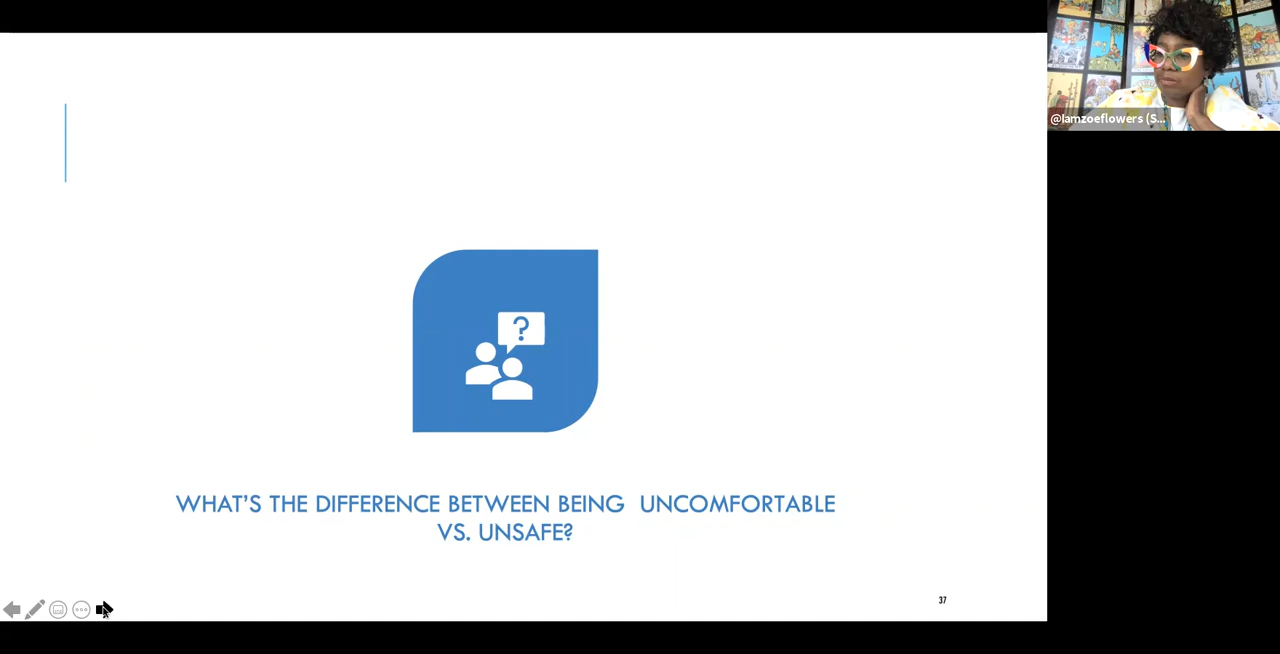 @Iamzoeflowers (S...
?
WHAT'S THE DIFFERENCE BETWEEN BEING  UNCOMFORTABLE
VS. UNSAFE?
37